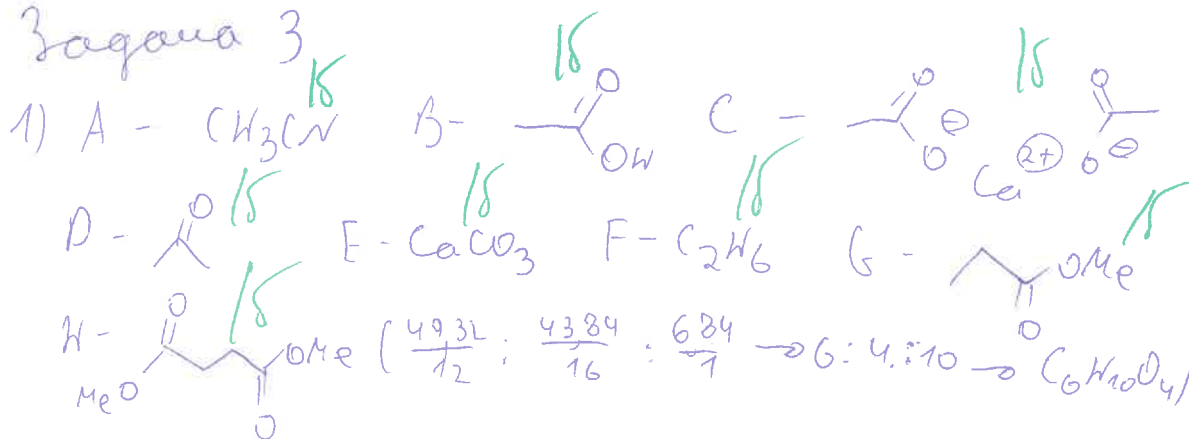 Задача 3
1) A - CH3CN 1б B - O OH 1б C - O O⊖ Ca 2+ O O⊖ 1б
D - O 1б E - CaCO3 1б F - C2H6 1б G - OMe O 1б
H - O MeO OMe O 1б ( 49,32/12 : 43,84/16 : 6,84/1 → 6 : 4 : 10 → C6H10O4)